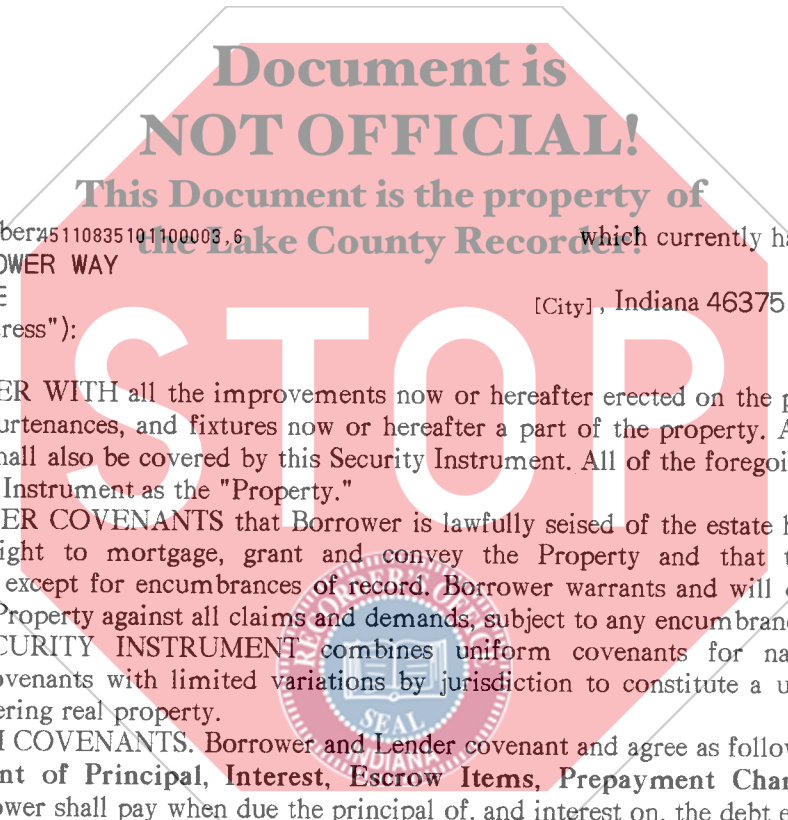 Document is
NOT OFFICIAL!
This Document is the property of
the Lake County Recorder!
ber:45110835101100003,6 which currently ha
OWER WAY
E
[City], Indiana 46375
ress"):
STOP
ER WITH all the improvements now or hereafter erected on the p
urtenances, and fixtures now or hereafter a part of the property. A
hall also be covered by this Security Instrument. All of the foregoi
Instrument as the "Property."
ER COVENANTS that Borrower is lawfully seised of the estate h
ight to mortgage, grant and convey the Property and that t
except for encumbrances of record. Borrower warrants and will
Property against all claims and demands, subject to any encumbranc
CURITY INSTRUMENT combines uniform covenants for na
ovenants with limited variations by jurisdiction to constitute a u
ering real property.
SEAL
INDIANA
COVENANTS. Borrower and Lender covenant and agree as follow
nt of Principal, Interest, Escrow Items, Prepayment Char
ower shall pay when due the principal of, and interest on, the debt e